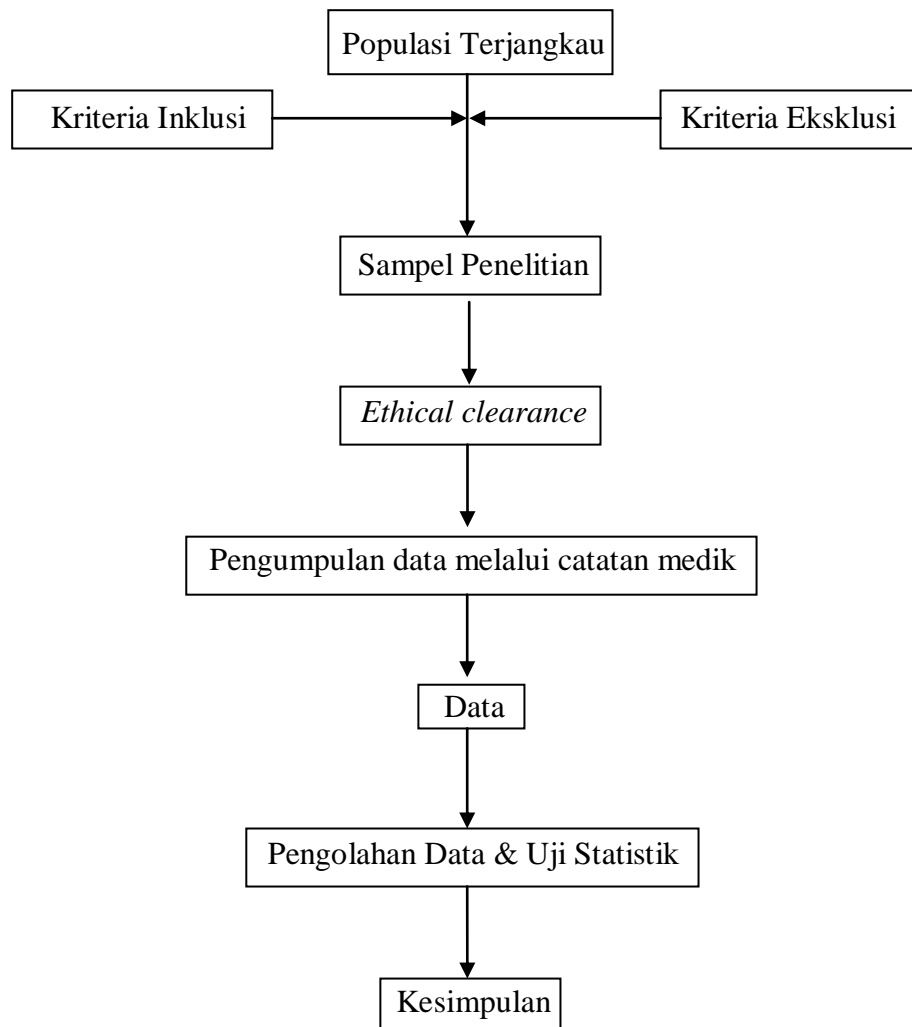 Populasi Terjangkau
Kriteria Inklusi
Kriteria Eksklusi
Sampel Penelitian
Ethical clearance
Pengumpulan data melalui catatan medik
Data
Pengolahan Data & Uji Statistik
Kesimpulan